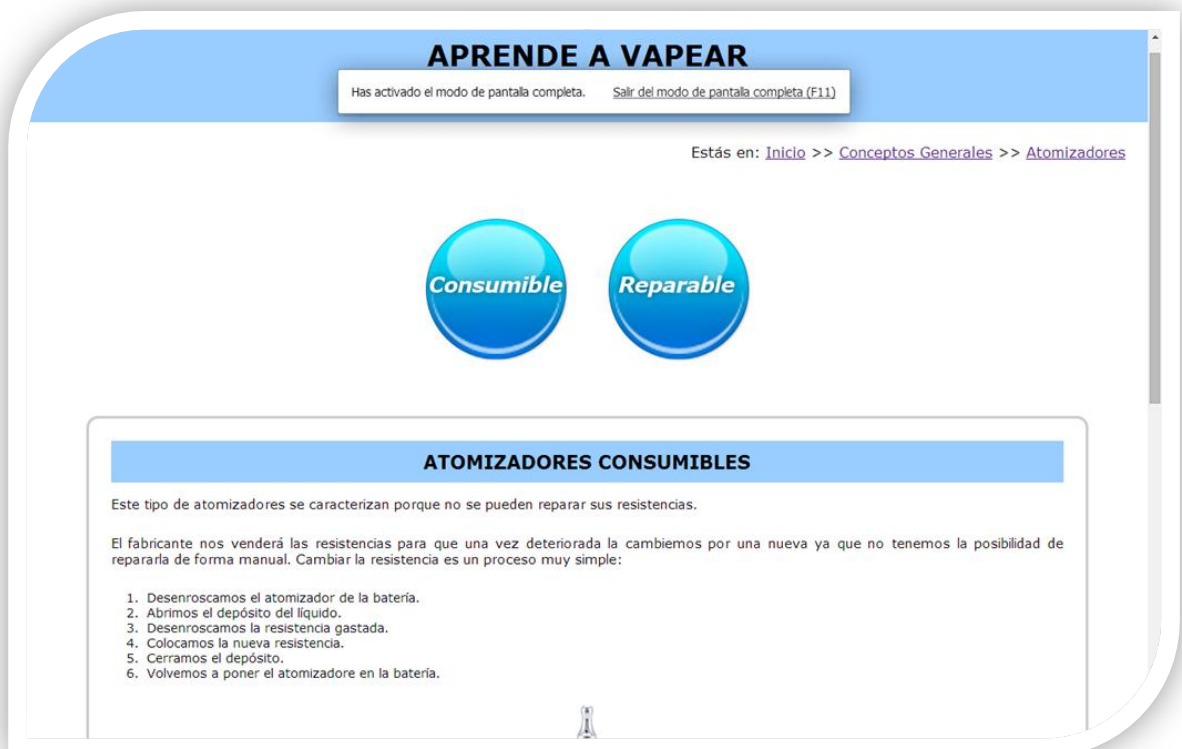 APRENDE A VAPEAR
Has activado el modo de pantalla completa. Salir del modo de pantalla completa (F11)
Estás en: Inicio >> Conceptos Generales >> Atomizadores
Consumible
Reparable
ATOMIZADORES CONSUMIBLES
Este tipo de atomizadores se caracterizan porque no se pueden reparar sus resistencias.
El fabricante nos venderá las resistencias para que una vez deteriorada la cambiemos por una nueva ya que no tenemos la posibilidad de
repararla de forma manual. Cambiar la resistencia es un proceso muy simple:
1. Desenroscamos el atomizador de la batería.
2. Abrimos el depósito del líquido.
3. Desenroscamos la resistencia gastada.
4. Colocamos la nueva resistencia.
5. Cerramos el depósito.
6. Volvemos a poner el atomizadore en la batería.